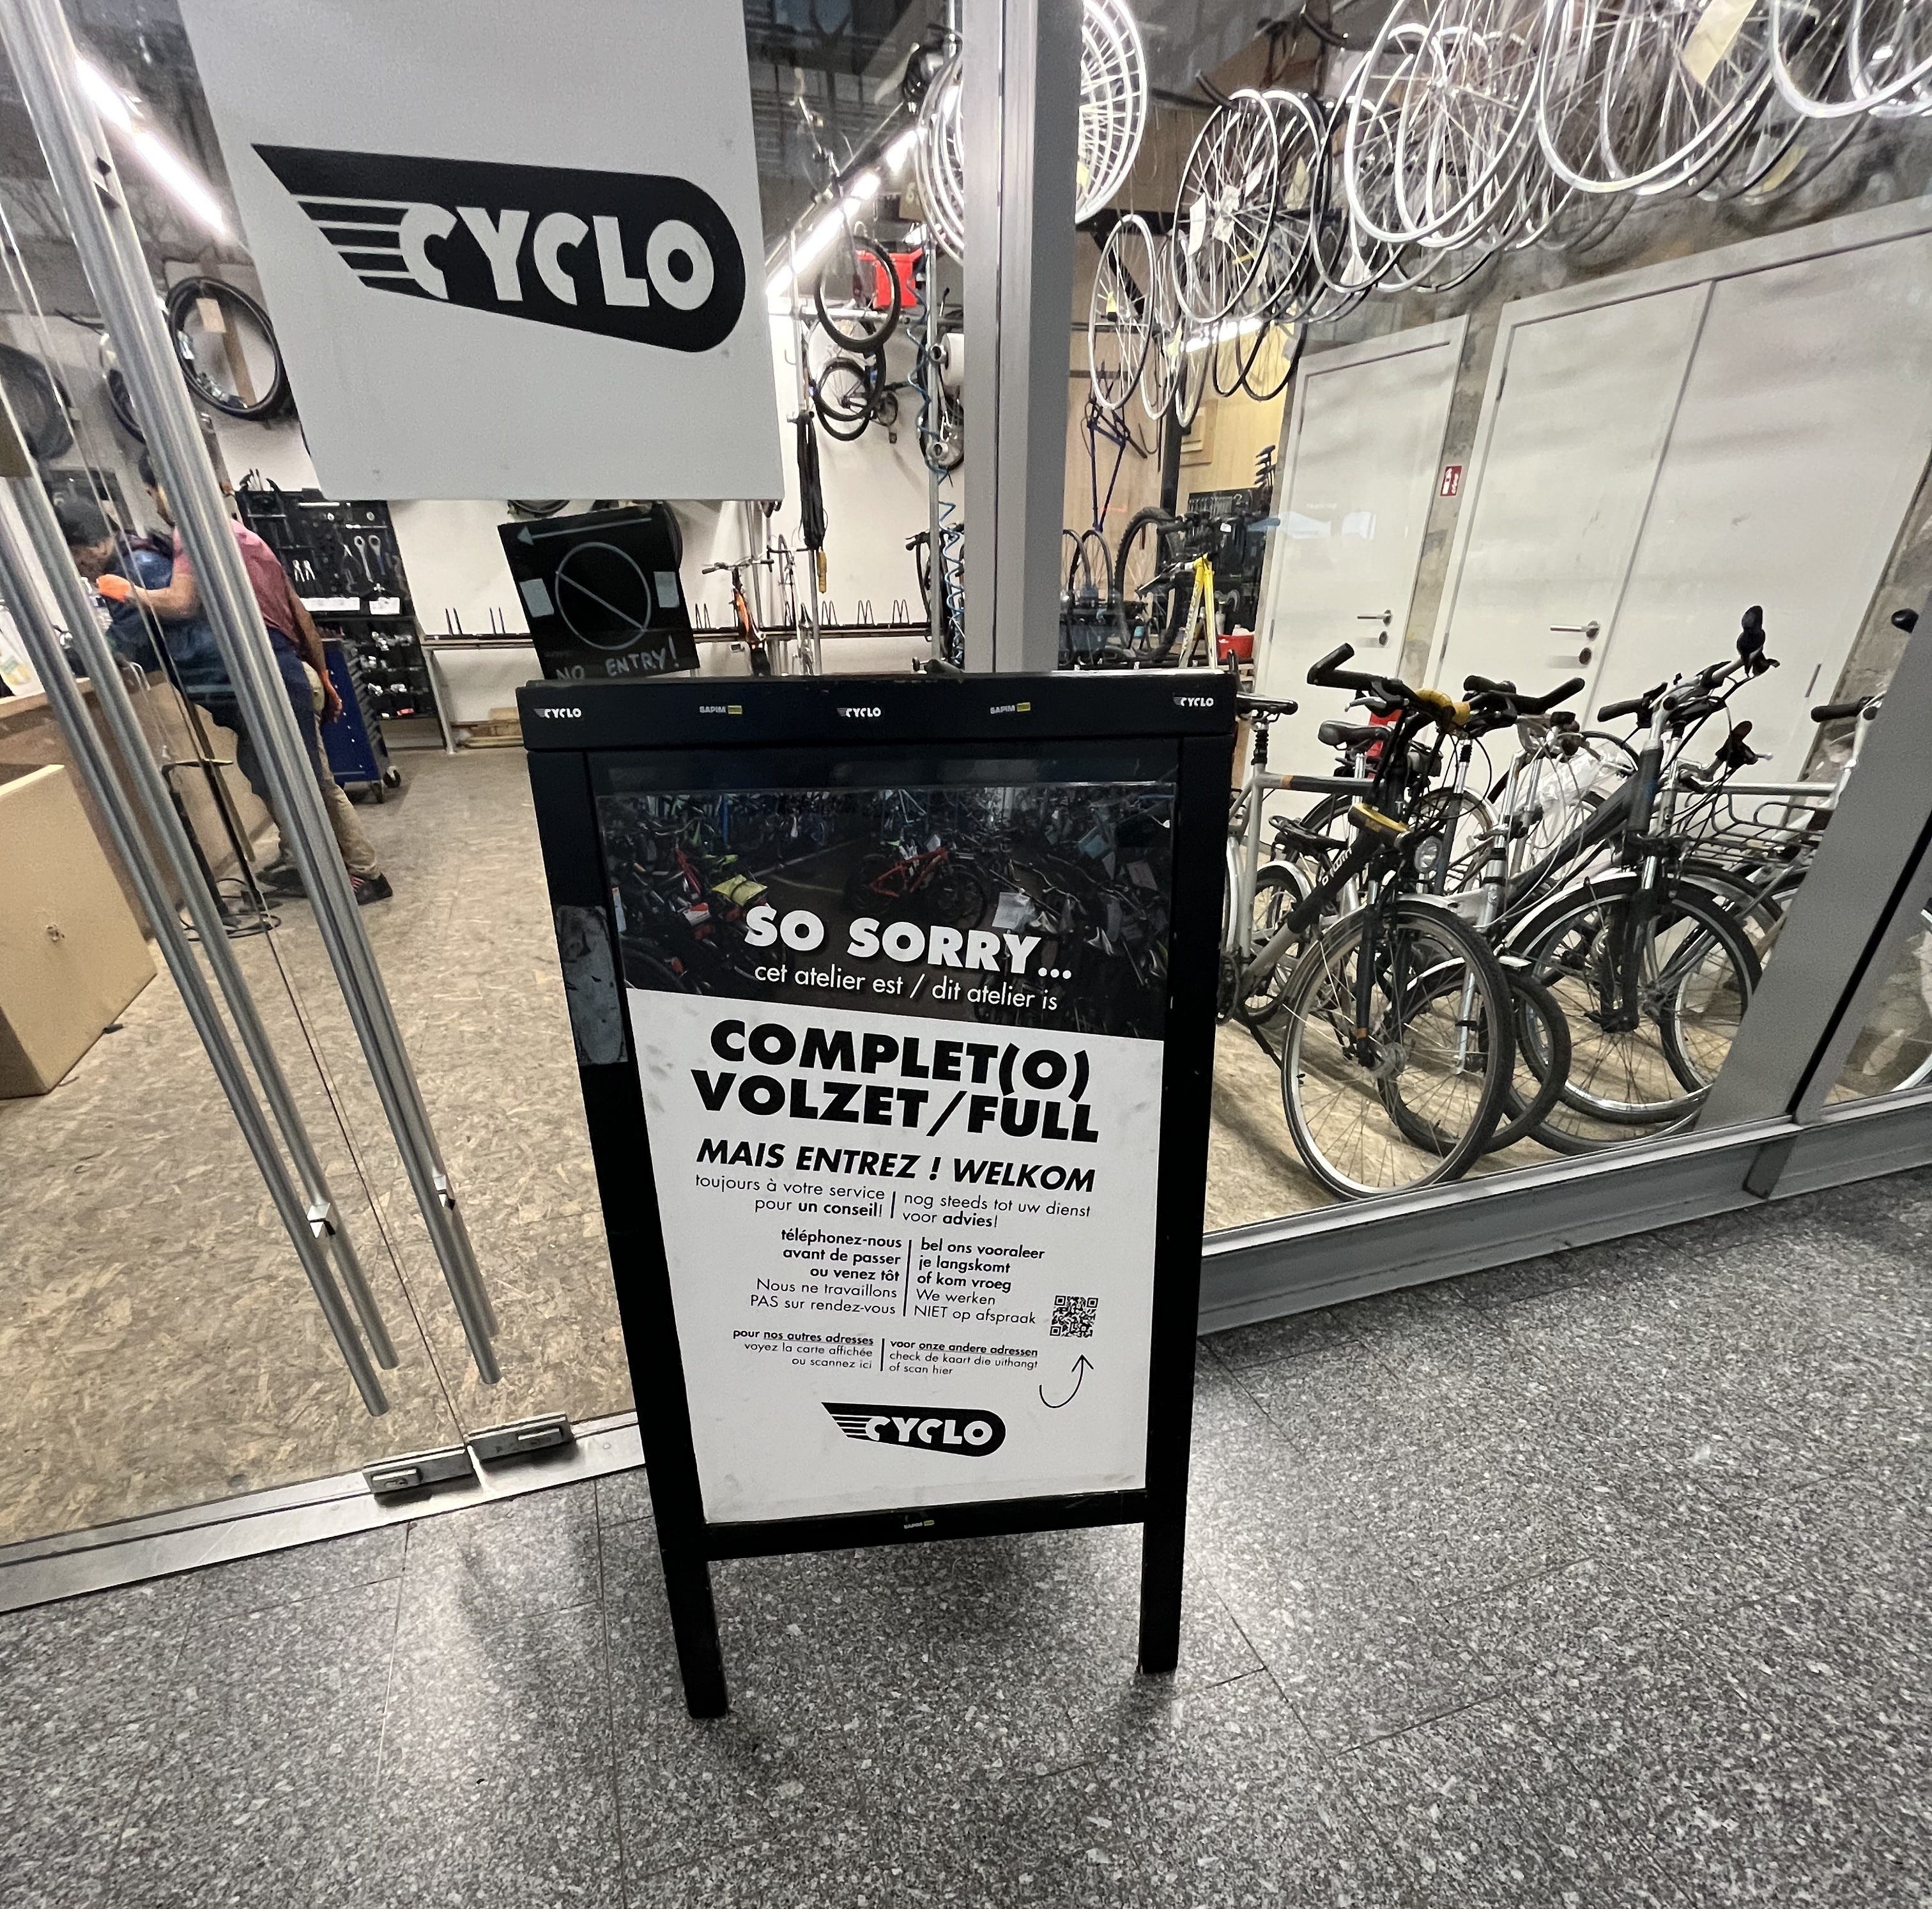 CYCLO
NO ENTRY!
CYCLO SAPIM CYCLO SAPIM CYCLO
SO SORRY...
cet atelier est / dit atelier is
COMPLET(O)
VOLZET/FULL
MAIS ENTREZ ! WELKOM
toujours à votre service
pour un conseil!
nog steeds tot uw dienst
voor advies!
téléphonez-nous
avant de passer
ou venez tôt
Nous ne travaillons
PAS sur rendez-vous
bel ons vooraleer
je langskomt
of kom vroeg
We werken
NIET op afspraak
pour nos autres adresses
voyez la carte affichée
ou scannez ici
voor onze andere adressen
check de kaart die uithangt
of scan hier
CYCLO
SAPIM